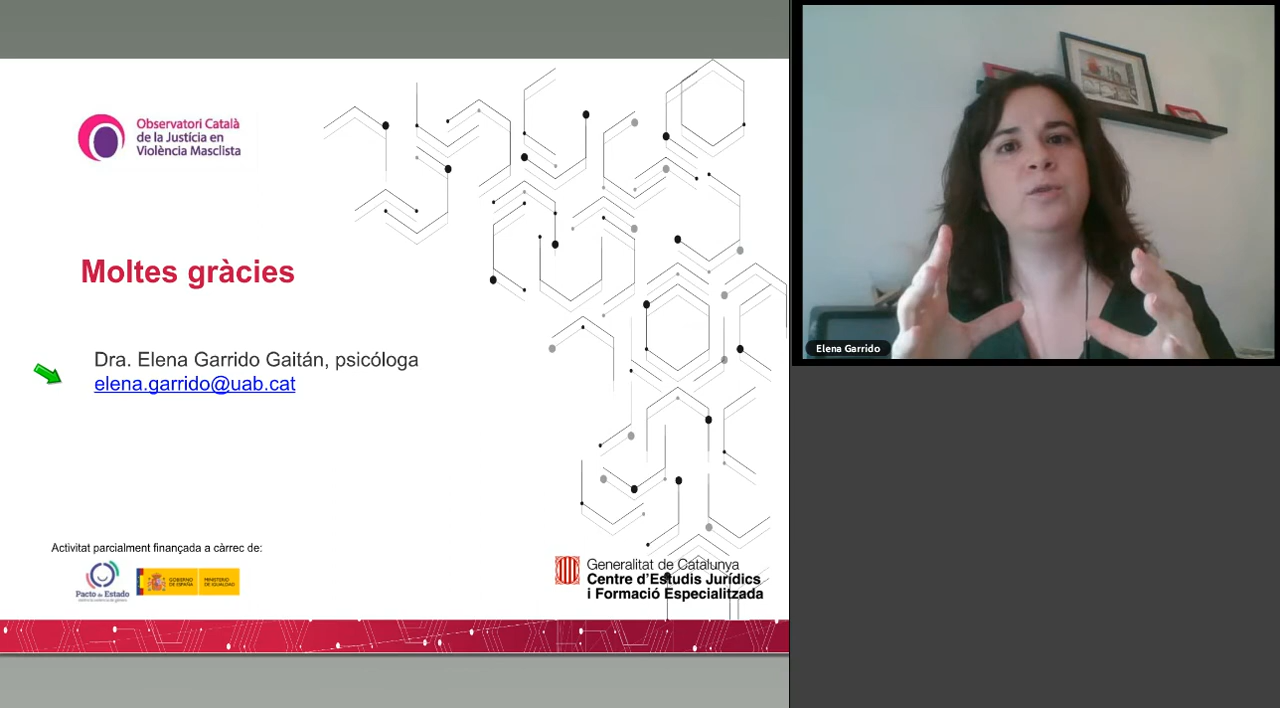 Observatori Català
de la Justícia en
Violència Masclista
Moltes gràcies
Dra. Elena Garrido Gaitán, psicóloga
elena.garrido@uab.cat
Activitat parcialment finançada a càrrec de:
Pacto de Estado
GOBIERNO
DE ESPAÑA
MINISTERIO
DE IGUALDAD
Generalitat de Catalunya
Centre d'Estudis Jurídics
i Formació Especialitzada
Elena Garrido